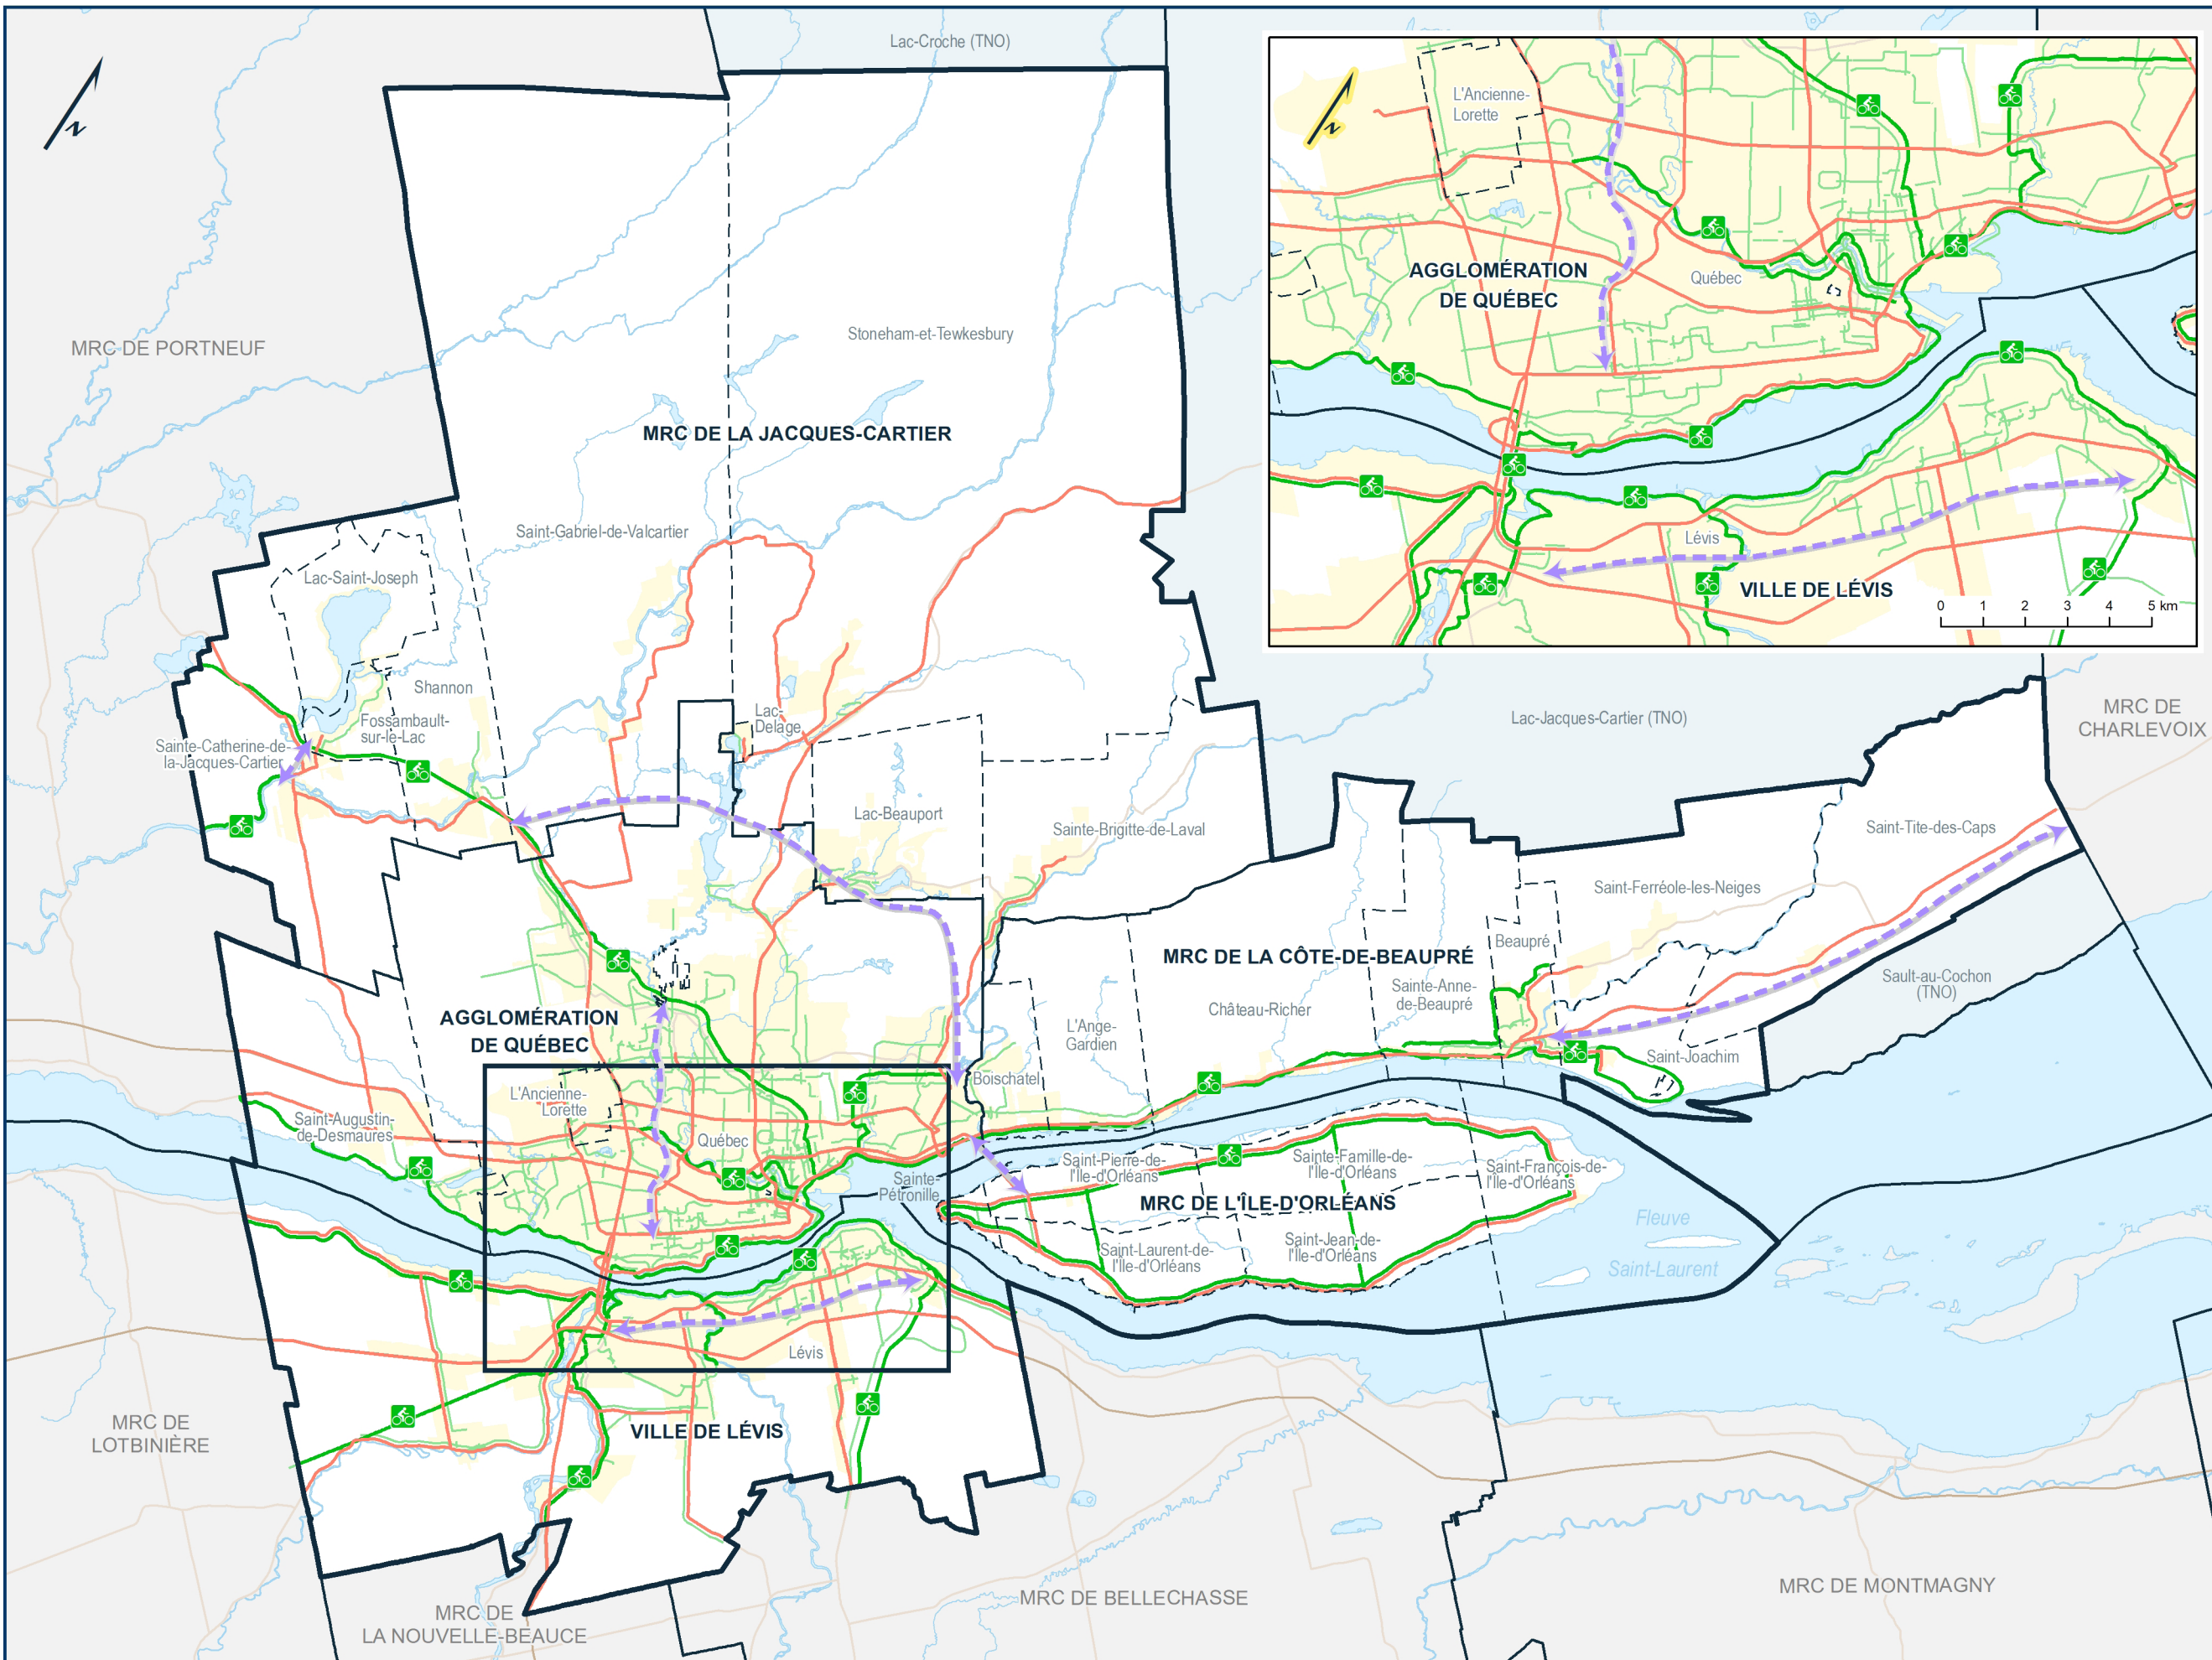 Lac-Croche (TNO)
N
MRC DE PORTNEUF
Stoneham-et-Tewkesbury
MRC DE LA JACQUES-CARTIER
Saint-Gabriel-de-Valcartier
Lac-Saint-Joseph
Shannon
Fossambault-
sur-le-Lac
Sainte-Catherine-de-
la-Jacques-Cartier
Lac-
Delage
Lac-Beauport
Sainte-Brigitte-de-Laval
N
L'Ancienne-
Lorette
AGGLOMÉRATION
DE QUÉBEC
Québec
Lévis
VILLE DE LÉVIS
0 1 2 3 4 5 km
Lac-Jacques-Cartier (TNO)
MRC DE
CHARLEVOIX
Saint-Tite-des-Caps
Saint-Ferréole-les-Neiges
Beaupré
MRC DE LA CÔTE-DE-BEAUPRÉ
Sainte-Anne-
de-Beaupré
Château-Richer
L'Ange-
Gardien
Sault-au-Cochon
(TNO)
Saint-Joachim
Boischatel
AGGLOMÉRATION
DE QUÉBEC
L'Ancienne-
Lorette
Saint-Augustin-
de-Desmaures
Québec
Sainte-
Pétronille
Saint-Pierre-de-
l'Île-d'Orléans
Sainte-Famille-de-
l'Île-d'Orléans
Saint-François-de-
l'Île-d'Orléans
MRC DE L'ÎLE-D'ORLÉANS
Saint-Laurent-de-
l'Île-d'Orléans
Saint-Jean-de-
l'Île-d'Orléans
Fleuve
Saint-Laurent
Lévis
VILLE DE LÉVIS
MRC DE
LOTBINIÈRE
MRC DE
LA NOUVELLE-BEAUCE
MRC DE BELLECHASSE
MRC DE MONTMAGNY